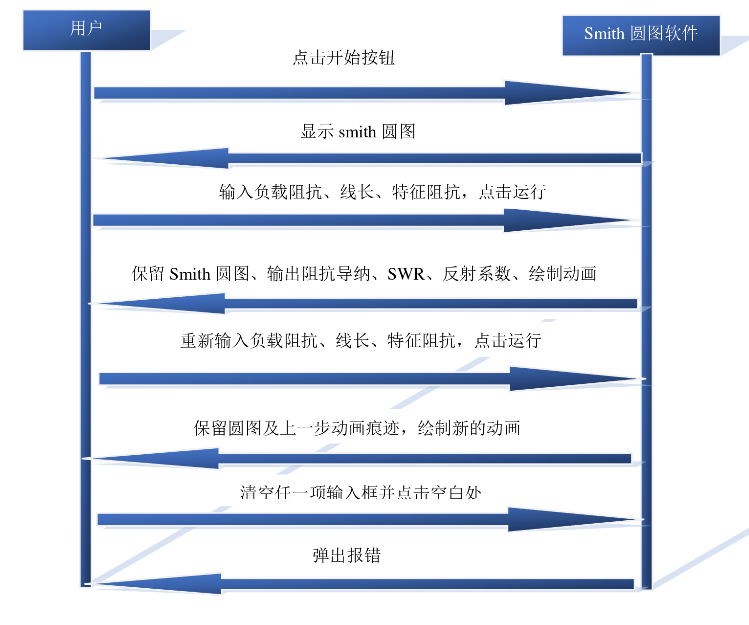 用户
Smith 圆图软件
点击开始按钮
显示 smith 圆图
输入负载阻抗、线长、特征阻抗，点击运行
保留 Smith 圆图、输出阻抗导纳、SWR、反射系数、绘制动画
重新输入负载阻抗、线长、特征阻抗，点击运行
保留圆图及上一步动画痕迹，绘制新的动画
清空任一项输入框并点击空白处
弹出报错